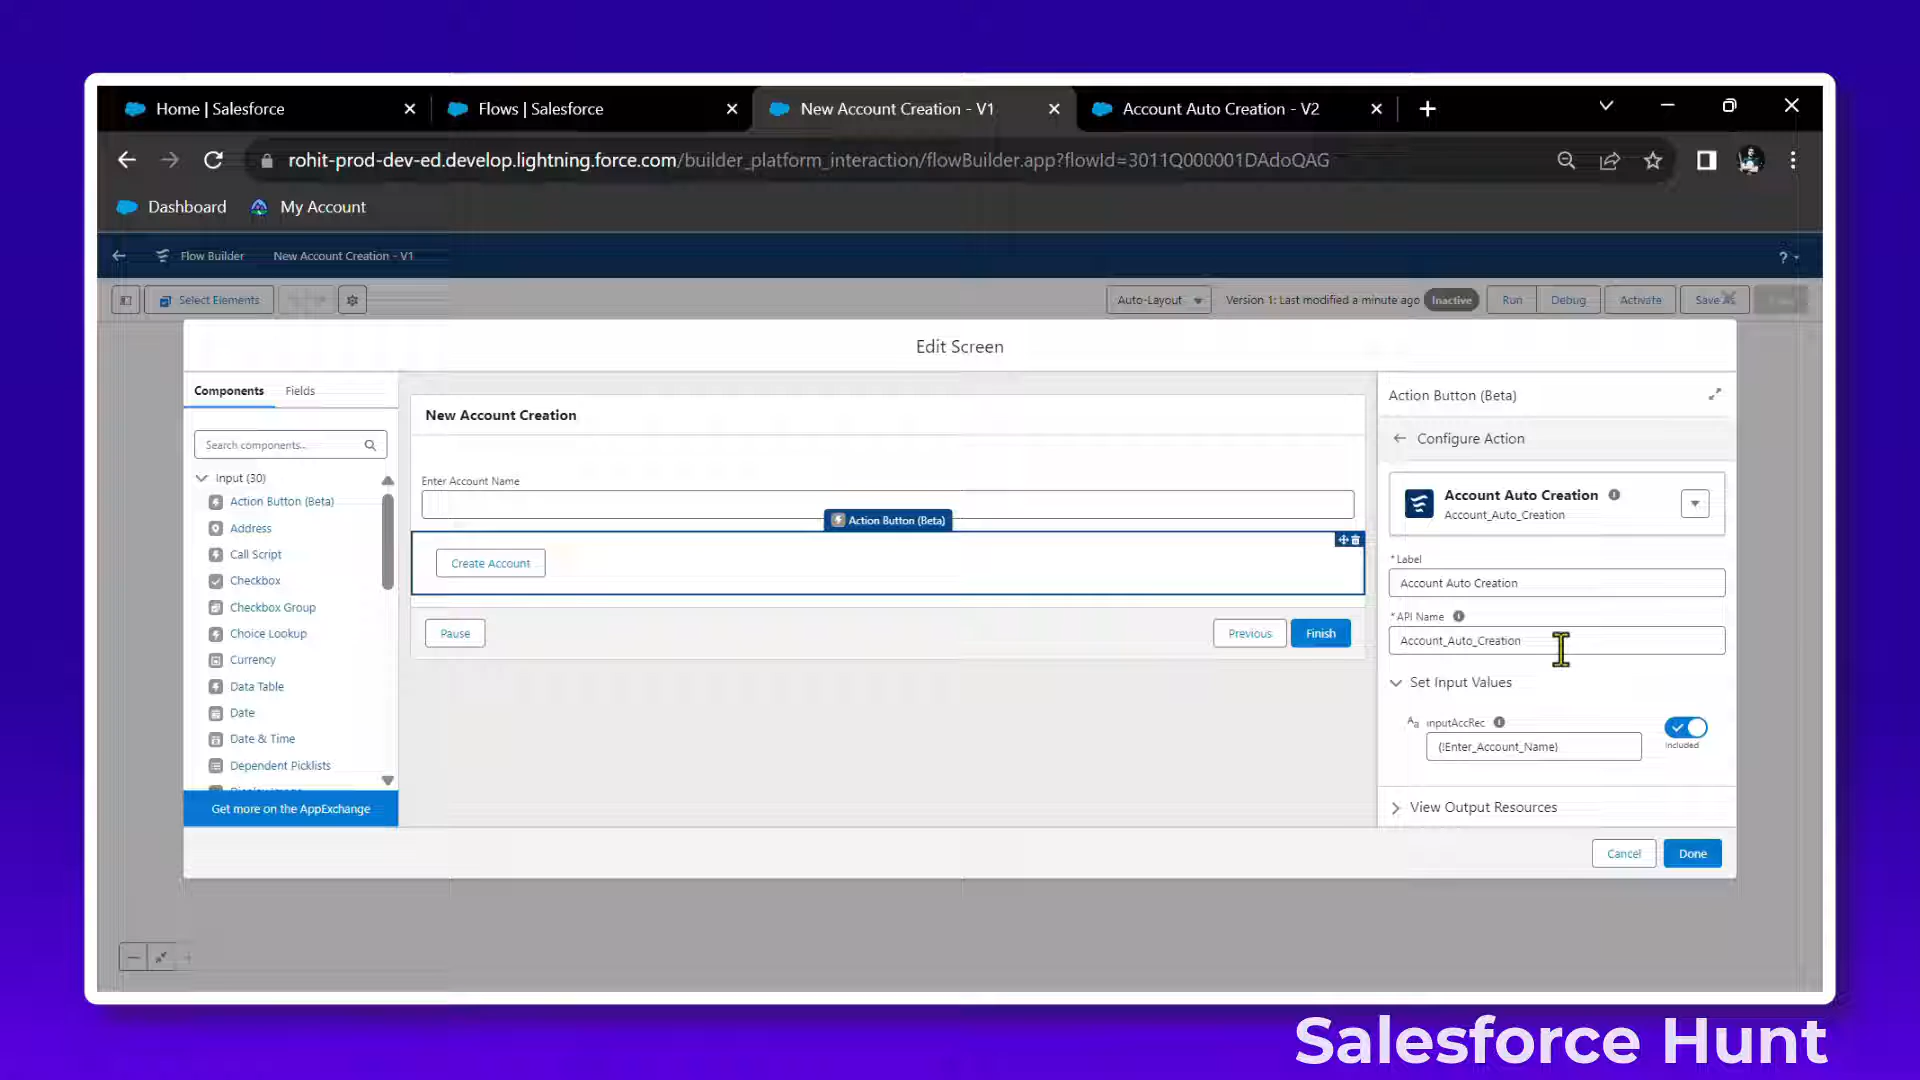 Home | Salesforce
Flows | Salesforce
New Account Creation - V1
Account Auto Creation - V2
rohit-prod-dev-ed.develop.lightning.force.com/builder_platform_interaction/flowBuilder.app?flowId=3011Q000001DAdoQAG
Dashboard
My Account
Flow Builder
New Account Creation - V1
?
Select Elements
Auto-Layout
Version 1: Last modified a minute ago
Inactive
Run
Debug
Activate
Save As
Edit Screen
Components
Fields
Search components...
Input (30)
Action Button (Beta)
Address
Call Script
Checkbox
Checkbox Group
Choice Lookup
Currency
Data Table
Date
Date & Time
Dependent Picklists
Get more on the AppExchange
New Account Creation
Enter Account Name
Action Button (Beta)
Create Account
Pause
Previous
Finish
Action Button (Beta)
Configure Action
Account Auto Creation
Account_Auto_Creation
* Label
Account Auto Creation
* API Name
Account_Auto_Creation
Set Input Values
Aa inputAccRec
{!Enter_Account_Name}
Included
View Output Resources
Cancel
Done
Salesforce Hunt